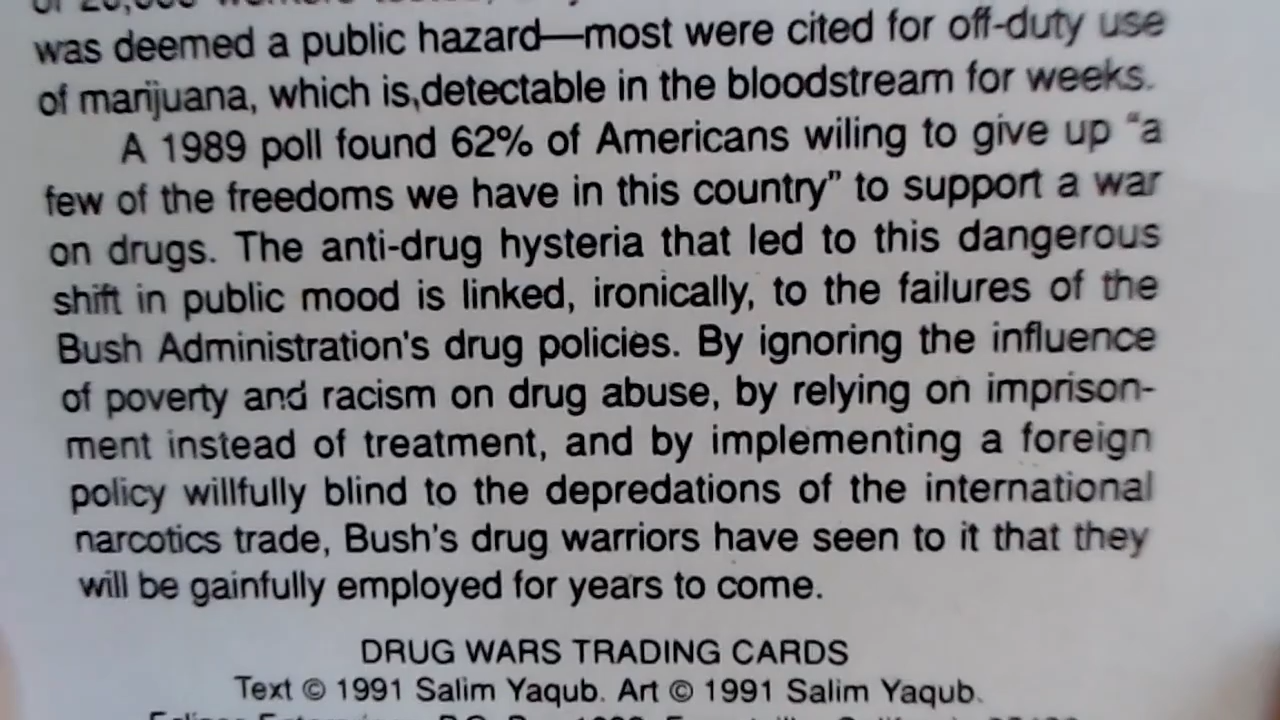 of 20,000 workers
was deemed a public hazard—most were cited for off-duty use
of marijuana, which is,detectable in the bloodstream for weeks.
A 1989 poll found 62% of Americans wiling to give up “a
few of the freedoms we have in this country” to support a war
on drugs. The anti-drug hysteria that led to this dangerous
shift in public mood is linked, ironically, to the failures of the
Bush Administration's drug policies. By ignoring the influence
of poverty and racism on drug abuse, by relying on imprison-
ment instead of treatment, and by implementing a foreign
policy willfully blind to the depredations of the international
narcotics trade, Bush's drug warriors have seen to it that they
will be gainfully employed for years to come.
DRUG WARS TRADING CARDS
Text © 1991 Salim Yaqub. Art © 1991 Salim Yaqub.